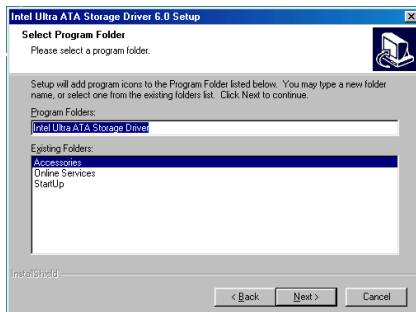 Intel Ultra ATA Storage Driver 6.0 Setup
Select Program Folder
Please select a program folder.
Setup will add program icons to the Program Folder listed below. You may type a new folder
name, or select one from the existing folders list. Click Next to continue.
Program Folders:
Intel Ultra ATA Storage Driver
Existing Folders:
Accessories
Online Services
StartUp
InstallShield
< Back
Next >
Cancel